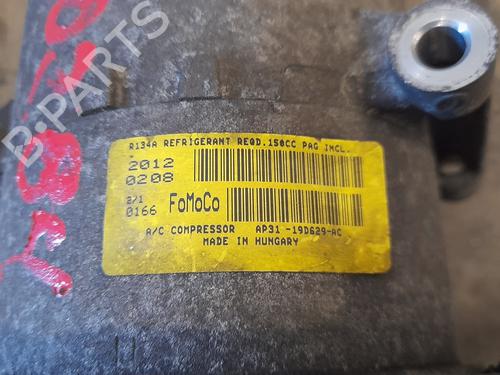 B-PARTS
R134A REFRIGERANT REQD.150CC PAG INCL.
2012
0208
2/1
0166 FoMoCo
A/C COMPRESSOR AP31 -19D629-AC
MADE IN HUNGARY